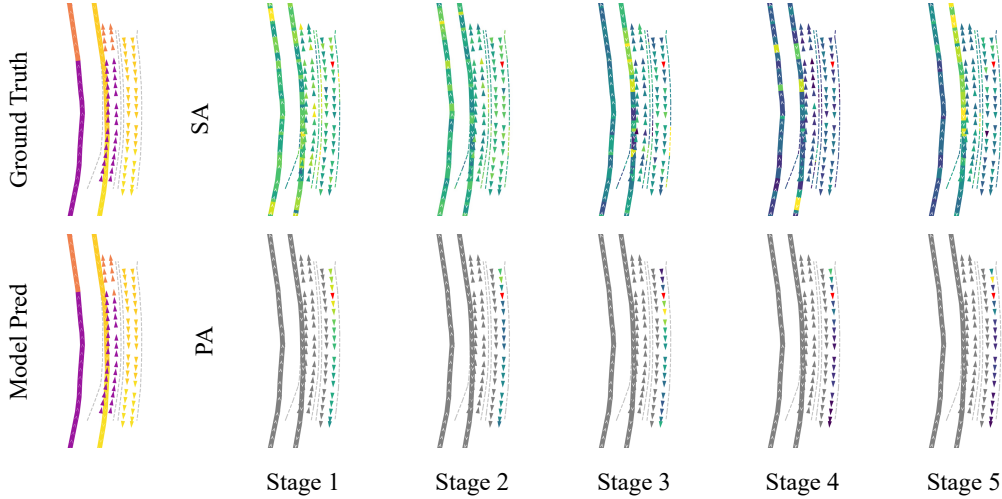 Ground Truth
SA
Model Pred
PA
Stage 1
Stage 2
Stage 3
Stage 4
Stage 5